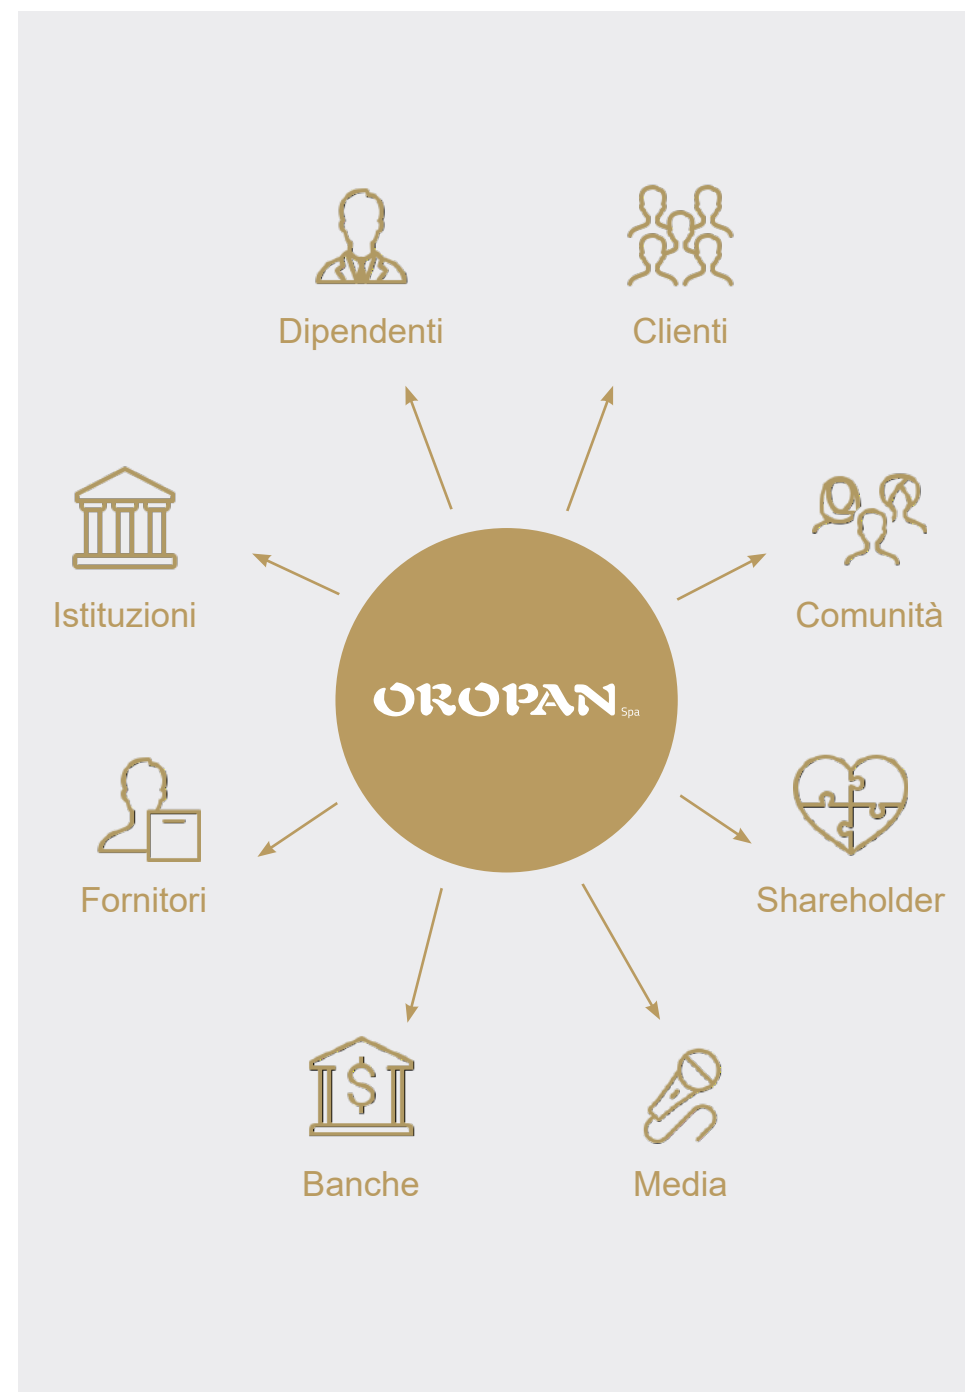 Dipendenti
Clienti
Istituzioni
Comunità
OROPAN Spa
Fornitori
Shareholder
Banche
Media